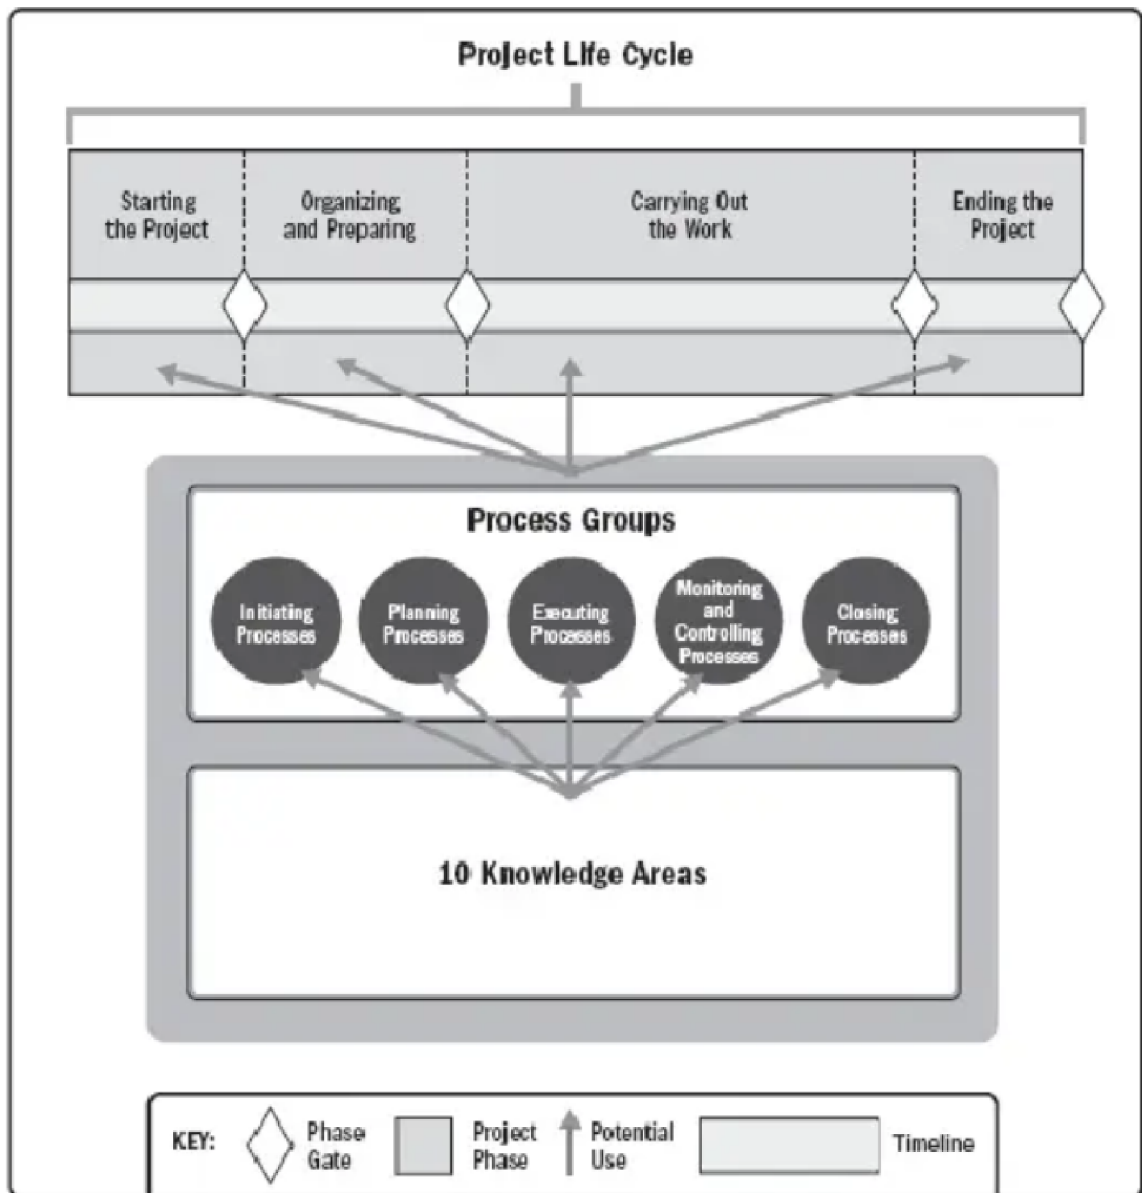 Project Life Cycle
Starting
the Project
Organizing
and Preparing
Carrying Out
the Work
Ending the
Project
Process Groups
Initiating
Processes
Planning
Processes
Executing
Processes
Monitoring
and
Controlling
Processes
Closing
Processes
10 Knowledge Areas
KEY:
Phase
Gate
Project
Phase
Potential
Use
Timeline